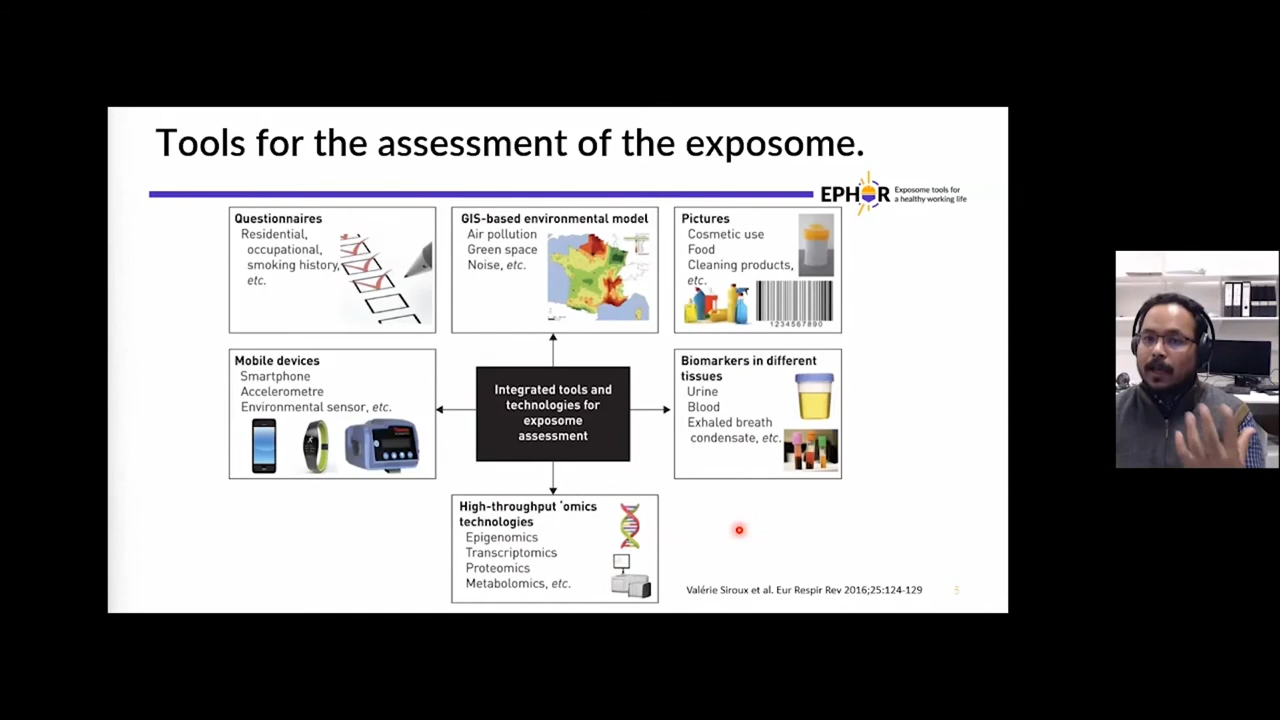 Tools for the assessment of the exposome.
EPHOR
Exposome tools for
a healthy working life
Questionnaires
Residential,
occupational,
smoking history,
etc.
GIS-based environmental model
Air pollution
Green space
Noise, etc.
Pictures
Cosmetic use
Food
Cleaning products,
etc.
1234567890
Mobile devices
Smartphone
Accelerometre
Environmental sensor, etc.
Integrated tools and
technologies for
exposome
assessment
Biomarkers in different
tissues
Urine
Blood
Exhaled breath
condensate, etc.
High-throughput 'omics
technologies
Epigenomics
Transcriptomics
Proteomics
Metabolomics, etc.
Valérie Siroux et al. Eur Respir Rev 2016;25:124-129
5